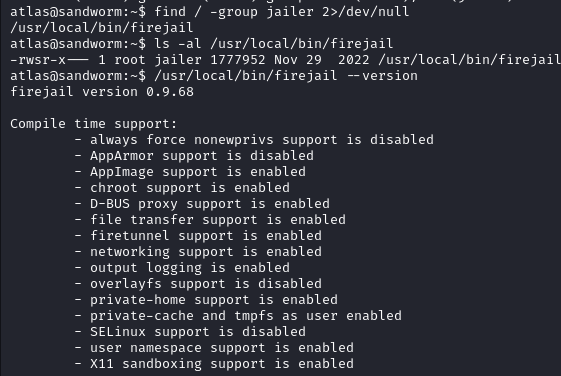 atlas@sandworm:~$ find / -group jailer 2>/dev/null
/usr/local/bin/firejail
atlas@sandworm:~$ ls -al /usr/local/bin/firejail
-rwsr-x--- 1 root jailer 1777952 Nov 29  2022 /usr/local/bin/firejail
atlas@sandworm:~$ /usr/local/bin/firejail --version
firejail version 0.9.68
Compile time support:
- always force nonewprivs support is disabled
- AppArmor support is disabled
- AppImage support is enabled
- chroot support is enabled
- D-BUS proxy support is enabled
- file transfer support is enabled
- firetunnel support is enabled
- networking support is enabled
- output logging is enabled
- overlayfs support is disabled
- private-home support is enabled
- private-cache and tmpfs as user enabled
- SELinux support is disabled
- user namespace support is enabled
- X11 sandboxing support is enabled